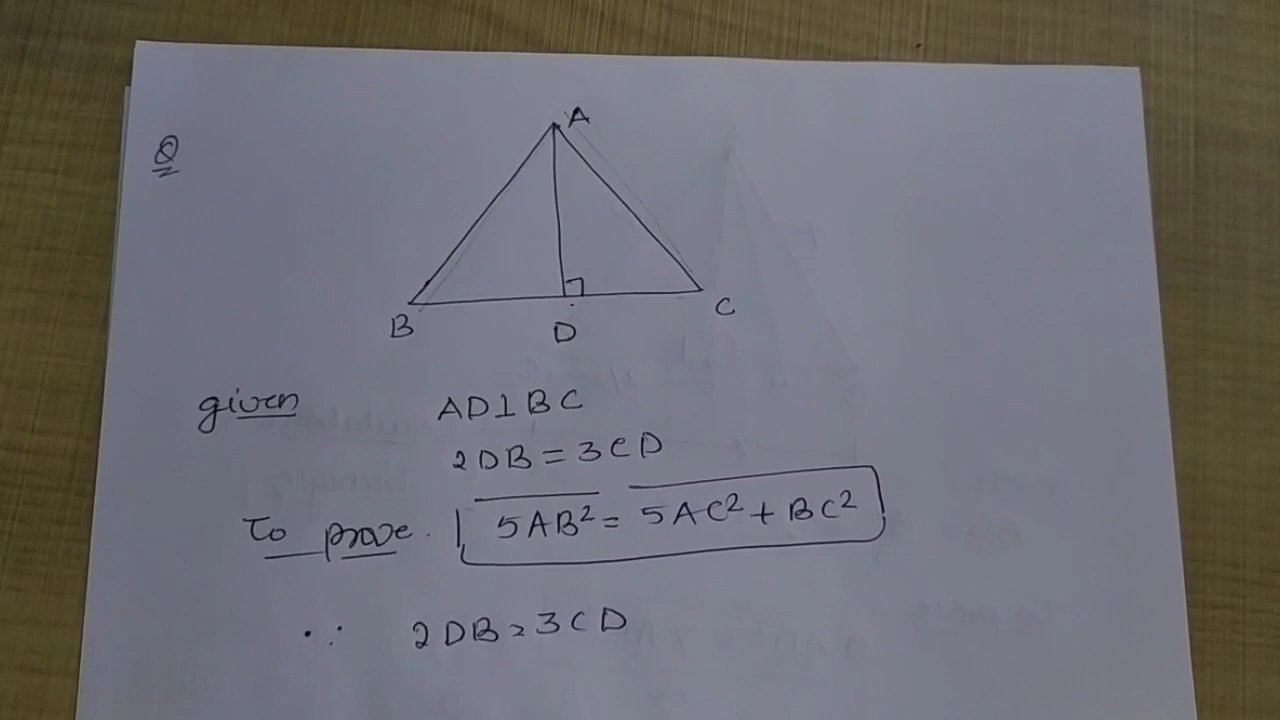 Q
A
B
D
C
given AD⊥BC
2DB=3CD
To prove. 5AB²= 5AC²+BC²
∵ 2DB=3CD